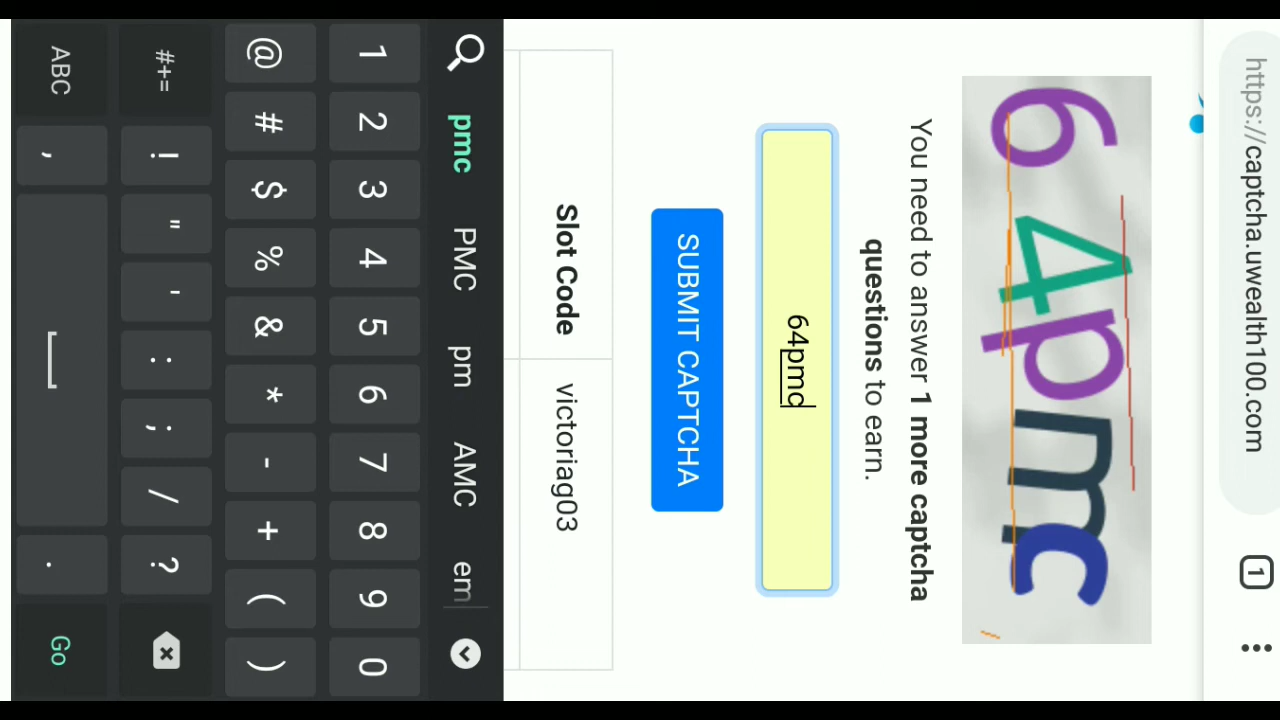 https://captcha.uwealth100.com
1
64pmc
You need to answer 1 more captcha
questions to earn.
64pmc
SUBMIT CAPTCHA
Slot Code victoriag03
pmc PMC pm AMC em
1 2 3 4 5 6 7 8 9 0
@ # $ % & * - + ( )
#+= ! " - : ; / ?
ABC , . Go